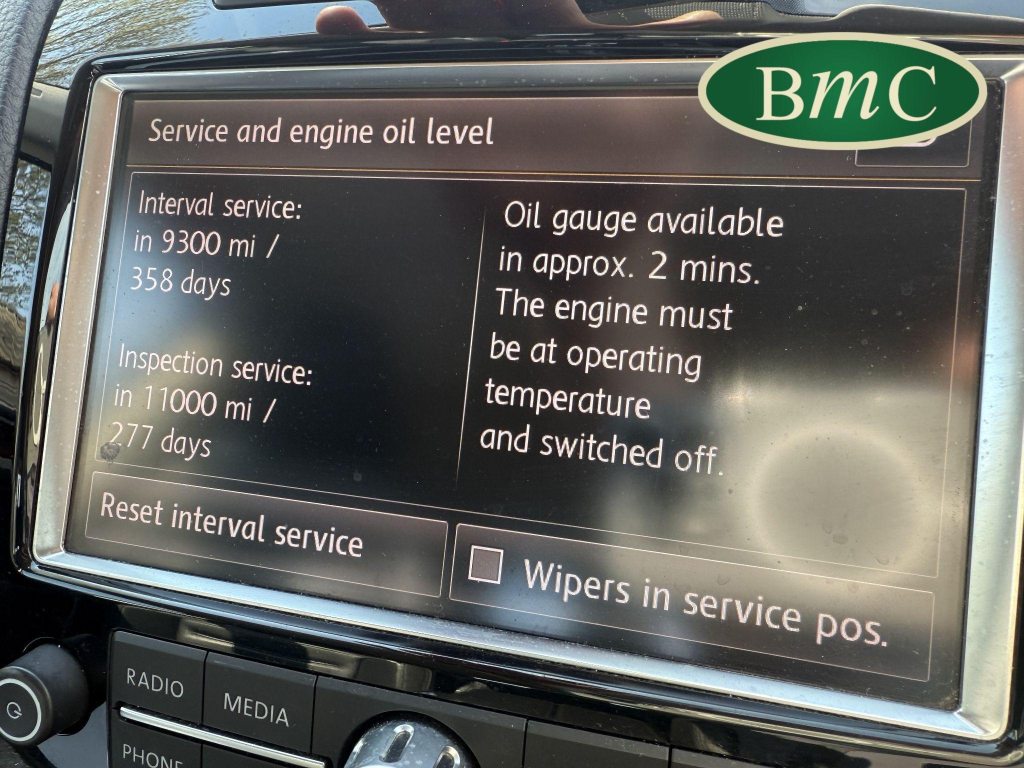 BmC
Service and engine oil level
Interval service:
in 9300 mi /
358 days
Inspection service:
in 11000 mi /
277 days
Oil gauge available
in approx. 2 mins.
The engine must
be at operating
temperature
and switched off.
Reset interval service
Wipers in service pos.
RADIO
MEDIA
PHONE